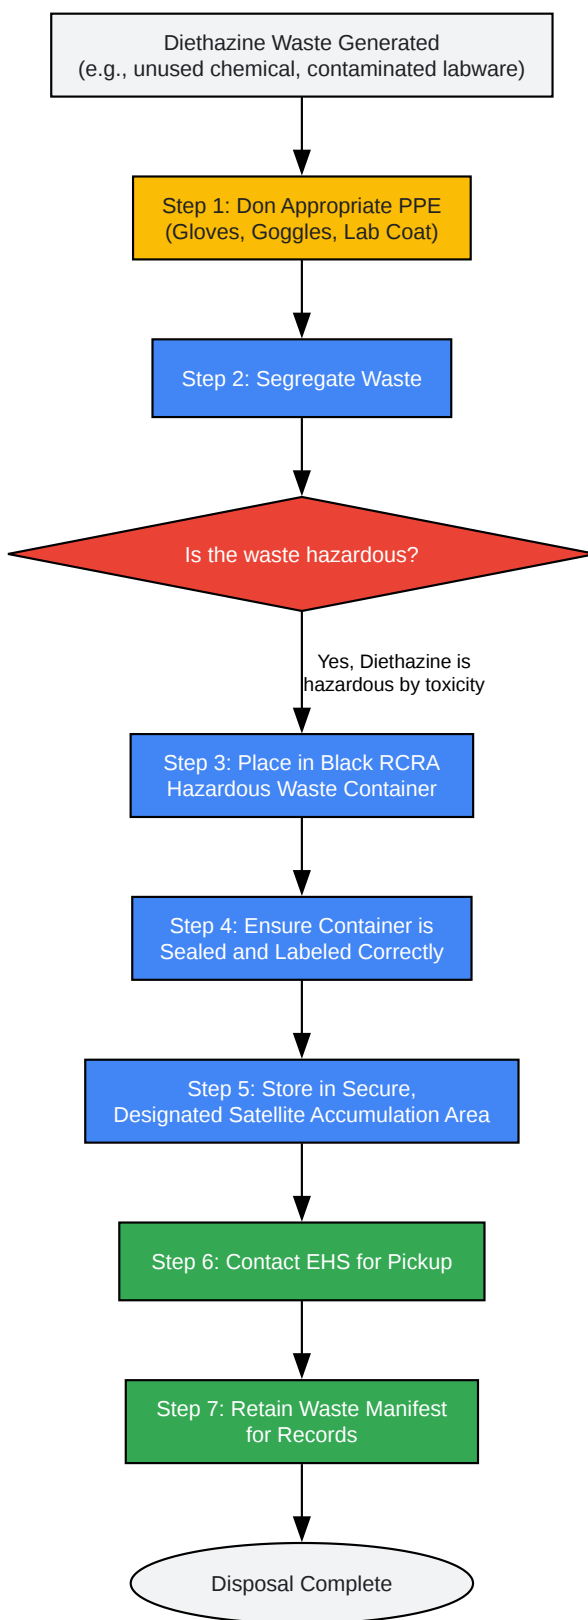 Diethazine Waste Generated
(e.g., unused chemical, contaminated labware)
Step 1: Don Appropriate PPE
(Gloves, Goggles, Lab Coat)
Step 2: Segregate Waste
Is the waste hazardous?
Yes, Diethazine is
hazardous by toxicity
Step 3: Place in Black RCRA
Hazardous Waste Container
Step 4: Ensure Container is
Sealed and Labeled Correctly
Step 5: Store in Secure,
Designated Satellite Accumulation Area
Step 6: Contact EHS for Pickup
Step 7: Retain Waste Manifest
for Records
Disposal Complete